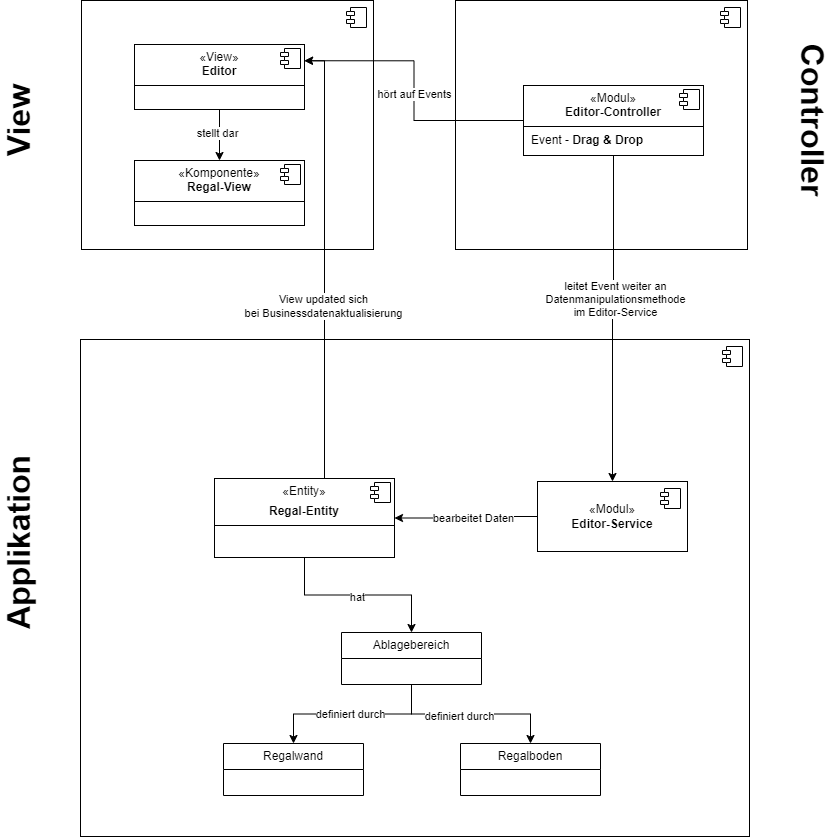 View
«View»
Editor
stellt dar
«Komponente»
Regal-View
hört auf Events
«Modul»
Editor-Controller
Event - Drag & Drop
Controller
View updated sich
bei Businessdatenaktualisierung
leitet Event weiter an
Datenmanipulationsmethode
im Editor-Service
Applikation
«Entity»
Regal-Entity
bearbeitet Daten
«Modul»
Editor-Service
hat
Ablagebereich
definiert durch
definiert durch
Regalwand
Regalboden